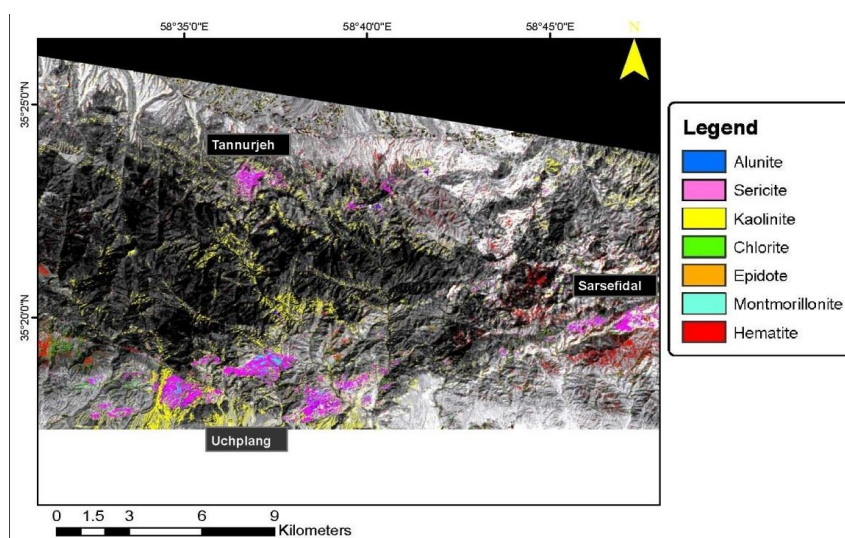 58°35'0"E 58°40'0"E 58°45'0"E
N
35°25'0"N
Tannurjeh
Sarsefidal
35°20'0"N
Uchplang
Legend
Alunite
Sericite
Kaolinite
Chlorite
Epidote
Montmorillonite
Hematite
0 1.5 3 6 9
Kilometers